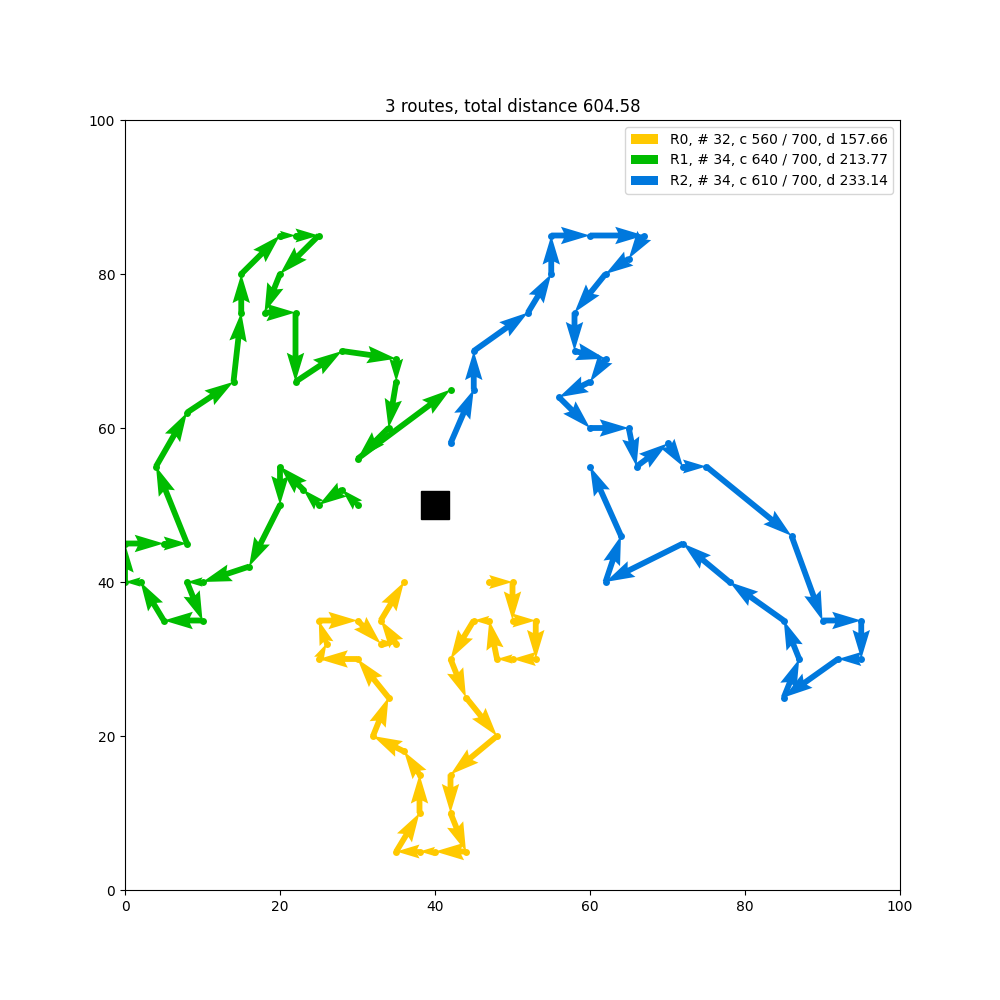 3 routes, total distance 604.58
R0, # 32, c 560 / 700, d 157.66
R1, # 34, c 640 / 700, d 213.77
R2, # 34, c 610 / 700, d 233.14
100
80
60
40
20
0
0 20 40 60 80 100